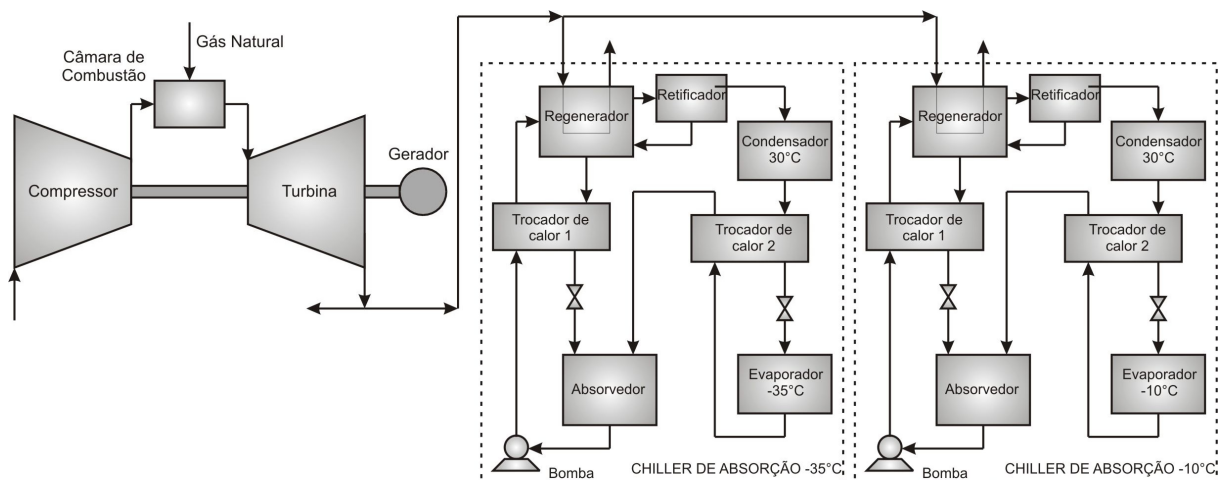 Gás Natural
Câmara de
Combustão
Compressor
Turbina
Gerador
Regenerador
Retificador
Condensador
30°C
Trocador de
calor 1
Trocador de
calor 2
Absorvedor
Evaporador
-35°C
Bomba
CHILLER DE ABSORÇÃO -35°C
Regenerador
Retificador
Condensador
30°C
Trocador de
calor 1
Trocador de
calor 2
Absorvedor
Evaporador
-10°C
Bomba
CHILLER DE ABSORÇÃO -10°C